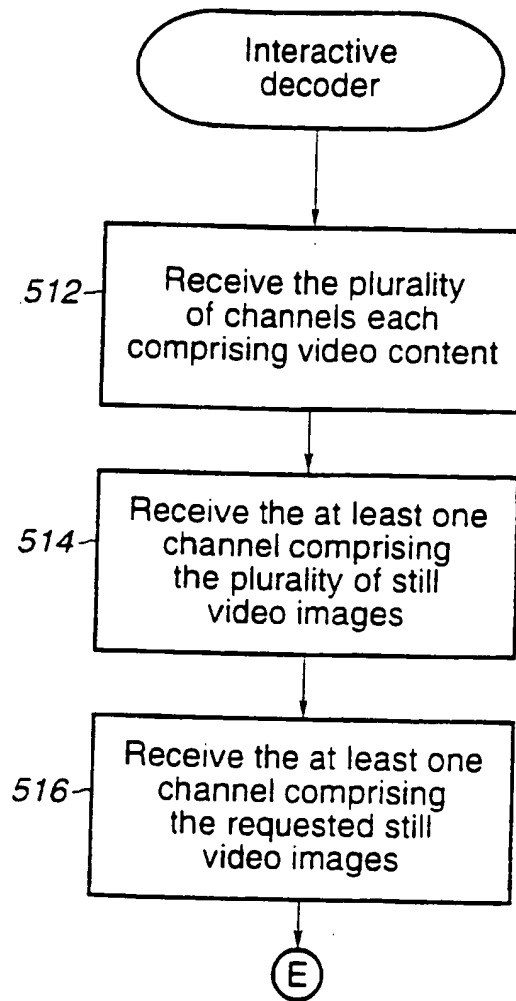 Interactive
decoder
512
Receive the plurality
of channels each
comprising video content
514
Receive the at least one
channel comprising
the plurality of still
video images
516
Receive the at least one
channel comprising
the requested still
video images
E